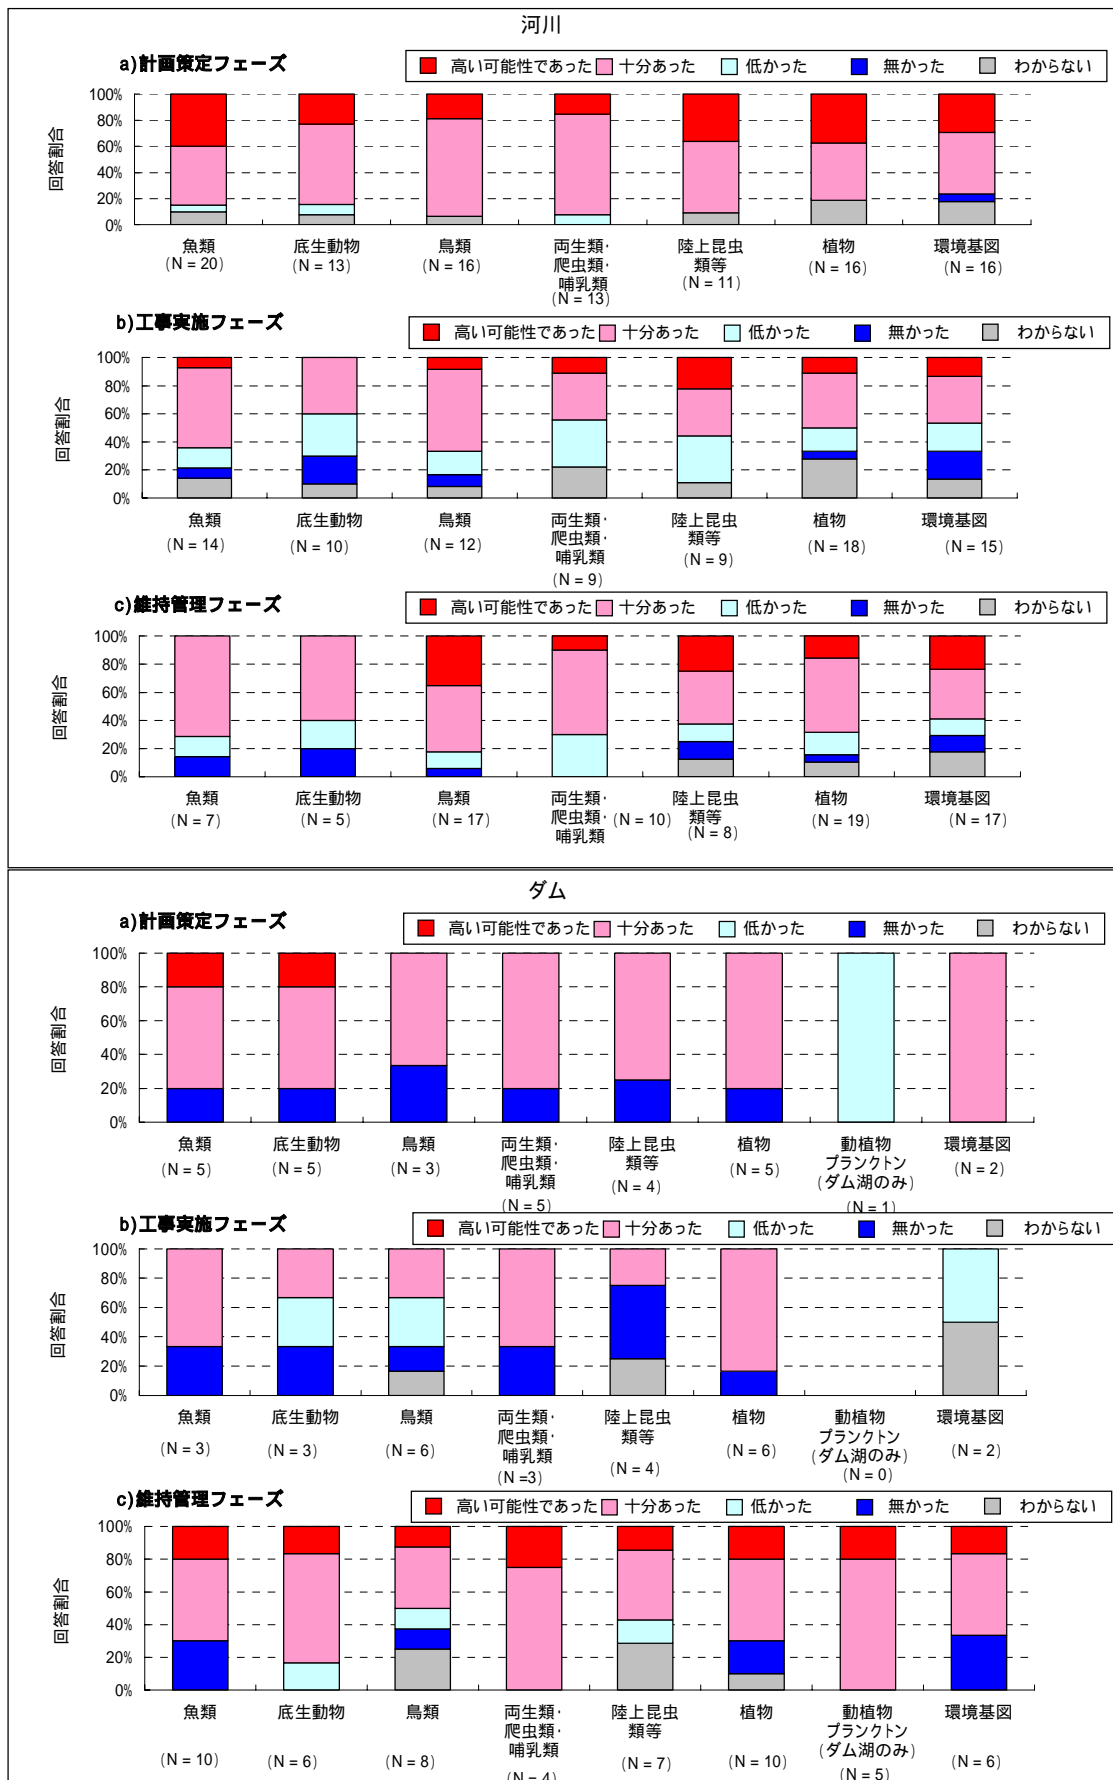 河川
a)計画策定フェーズ
高い可能性であった 十分あった 低かった 無かった わからない
回答割合
100%
80%
60%
40%
20%
0%
魚類 底生動物 鳥類 両生類・爬虫類・哺乳類 陸上昆虫類等 植物 環境基図
(N = 20) (N = 13) (N = 16) (N = 13) (N = 11) (N = 16) (N = 16)
b)工事実施フェーズ
高い可能性であった 十分あった 低かった 無かった わからない
回答割合
100%
80%
60%
40%
20%
0%
魚類 底生動物 鳥類 両生類・爬虫類・哺乳類 陸上昆虫類等 植物 環境基図
(N = 14) (N = 10) (N = 12) (N = 9) (N = 9) (N = 18) (N = 15)
c)維持管理フェーズ
高い可能性であった 十分あった 低かった 無かった わからない
回答割合
100%
80%
60%
40%
20%
0%
魚類 底生動物 鳥類 両生類・爬虫類・哺乳類 陸上昆虫類等 植物 環境基図
(N = 7) (N = 5) (N = 17) (N = 10) (N = 8) (N = 19) (N = 17)
ダム
a)計画策定フェーズ
高い可能性であった 十分あった 低かった 無かった わからない
回答割合
100%
80%
60%
40%
20%
0%
魚類 底生動物 鳥類 両生類・爬虫類・哺乳類 陸上昆虫類等 植物 動植物プランクトン(ダム湖のみ) 環境基図
(N = 5) (N = 5) (N = 3) (N = 5) (N = 4) (N = 5) (N = 1) (N = 2)
b)工事実施フェーズ
高い可能性であった 十分あった 低かった 無かった わからない
回答割合
100%
80%
60%
40%
20%
0%
魚類 底生動物 鳥類 両生類・爬虫類・哺乳類 陸上昆虫類等 植物 動植物プランクトン(ダム湖のみ) 環境基図
(N = 3) (N = 3) (N = 6) (N =3) (N = 4) (N = 6) (N = 0) (N = 2)
c)維持管理フェーズ
高い可能性であった 十分あった 低かった 無かった わからない
回答割合
100%
80%
60%
40%
20%
0%
魚類 底生動物 鳥類 両生類・爬虫類・哺乳類 陸上昆虫類等 植物 動植物プランクトン(ダム湖のみ) 環境基図
(N = 10) (N = 6) (N = 8) (N = 4) (N = 7) (N = 10) (N = 5) (N = 6)